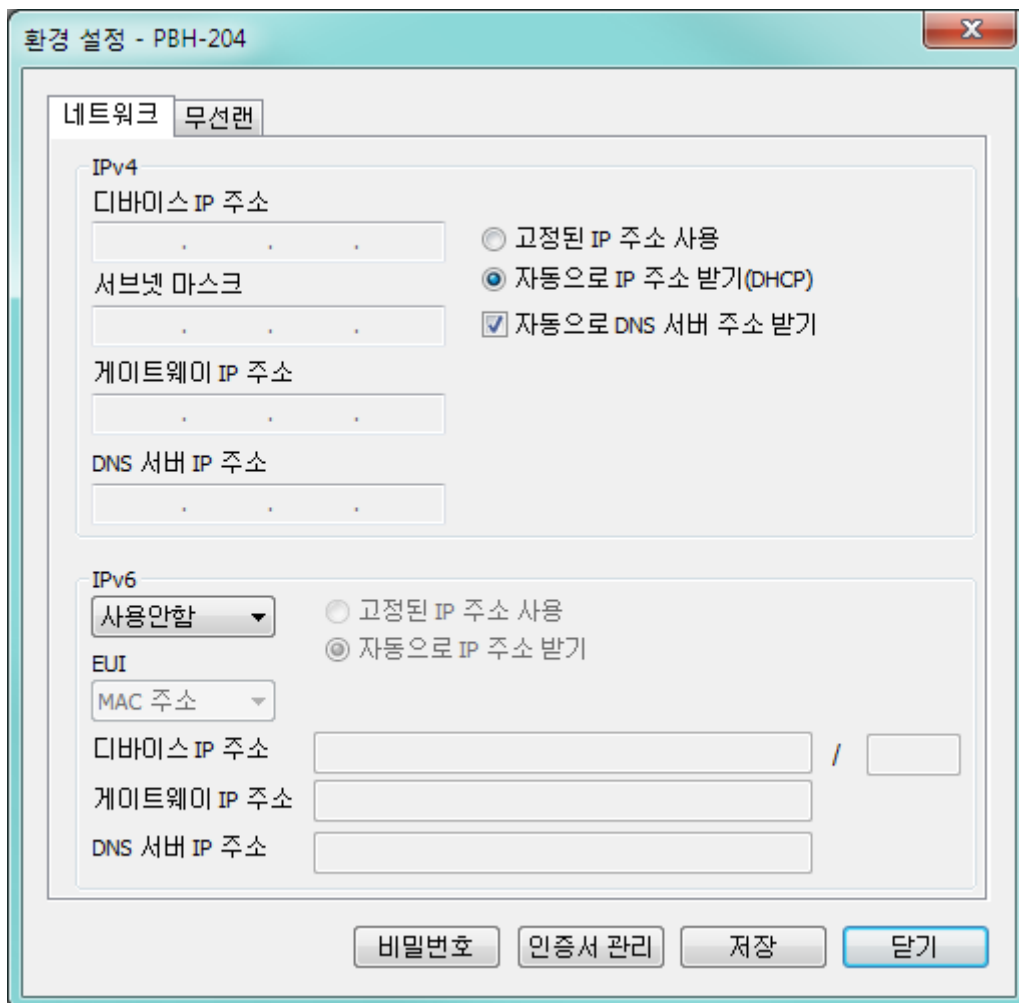 환경 설정 - PBH-204
네트워크 무선랜
IPv4
디바이스 IP 주소
고정된 IP 주소 사용
서브넷 마스크
자동으로 IP 주소 받기(DHCP)
자동으로 DNS 서버 주소 받기
게이트웨이 IP 주소
DNS 서버 IP 주소
IPv6
사용안함
고정된 IP 주소 사용
자동으로 IP 주소 받기
EUI
MAC 주소
디바이스 IP 주소 /
게이트웨이 IP 주소
DNS 서버 IP 주소
비밀번호 인증서 관리 저장 닫기